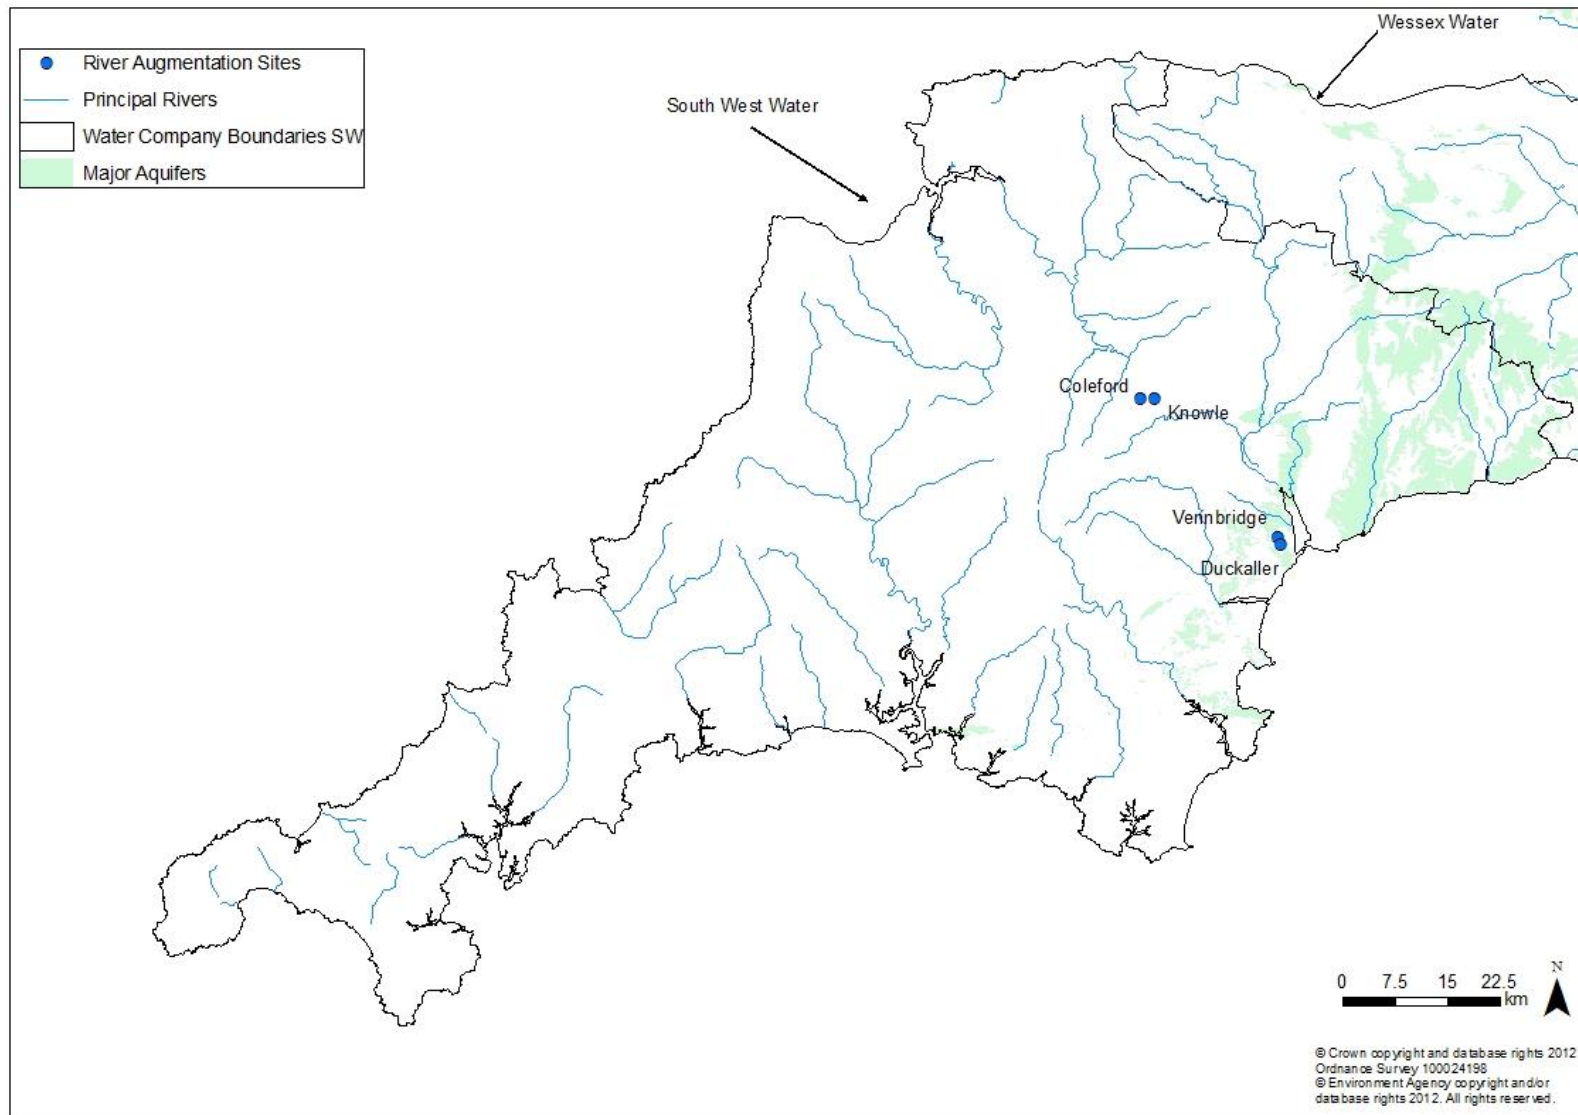 River Augmentation Sites
Principal Rivers
Water Company Boundaries SW
Major Aquifers
Wessex Water
South West Water
Coleford
Knowle
Vennbridge
Duckaller
0 7.5 15 22.5
km
N
© Crown copyright and database rights 2012
Ordnance Survey 100024198
© Environment Agency copyright and/or
database rights 2012. All rights reserved.